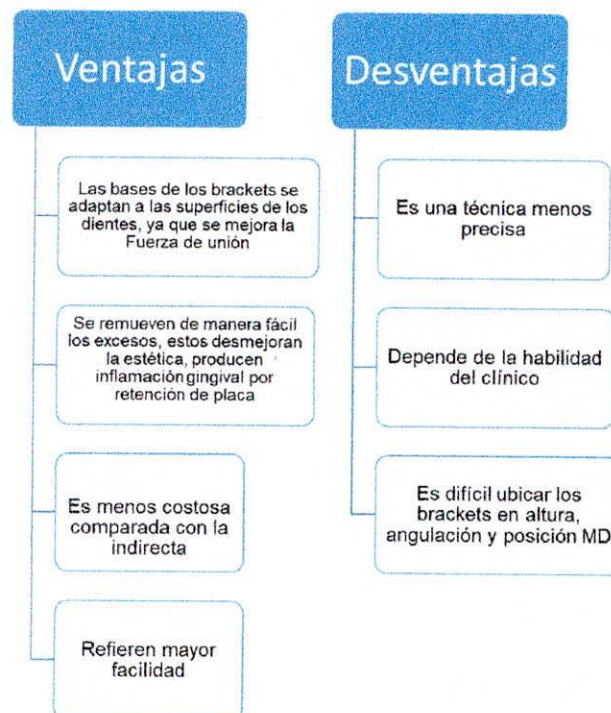 Ventajas
Las bases de los brackets se
adaptan a las superficies de los
dientes, ya que se mejora la
Fuerza de unión
Se remueven de manera fácil
los excesos, estos desmejoran
la estética, producen
inflamación gingival por
retención de placa
Es menos costosa
comparada con la
indirecta
Refieren mayor
facilidad
Desventajas
Es una técnica menos
precisa
Depende de la habilidad
del clínico
Es difícil ubicar los
brackets en altura,
angulación y posición MD